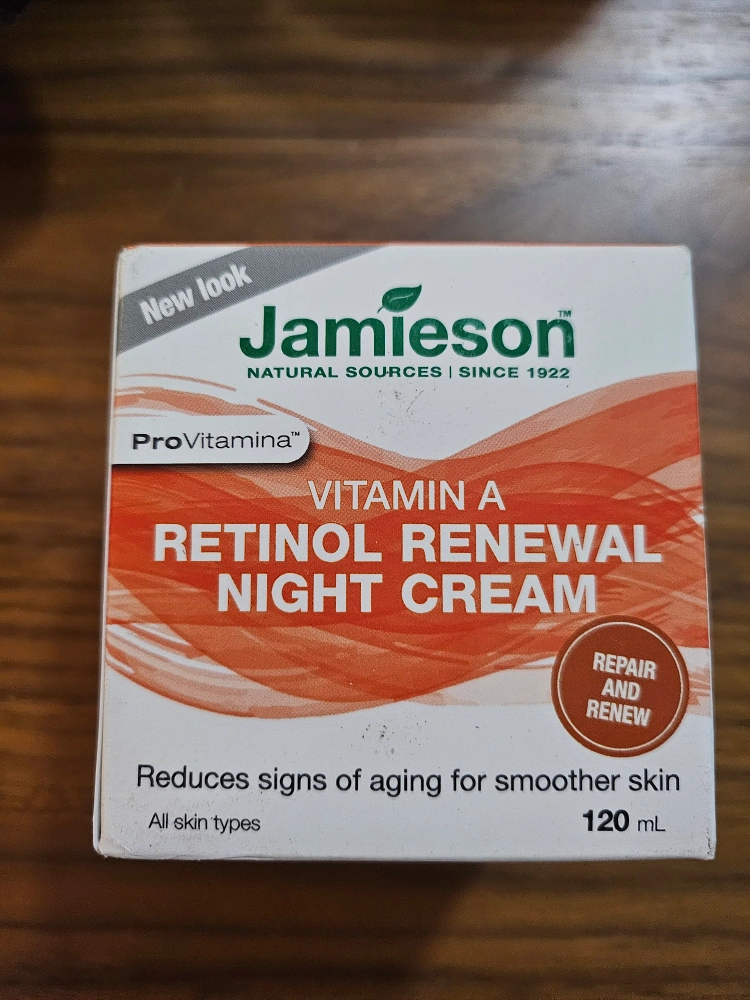 New look
Jamieson™
NATURAL SOURCES | SINCE 1922
ProVitamina™
VITAMIN A
RETINOL RENEWAL
NIGHT CREAM
REPAIR
AND
RENEW
Reduces signs of aging for smoother skin
All skin types
120 mL